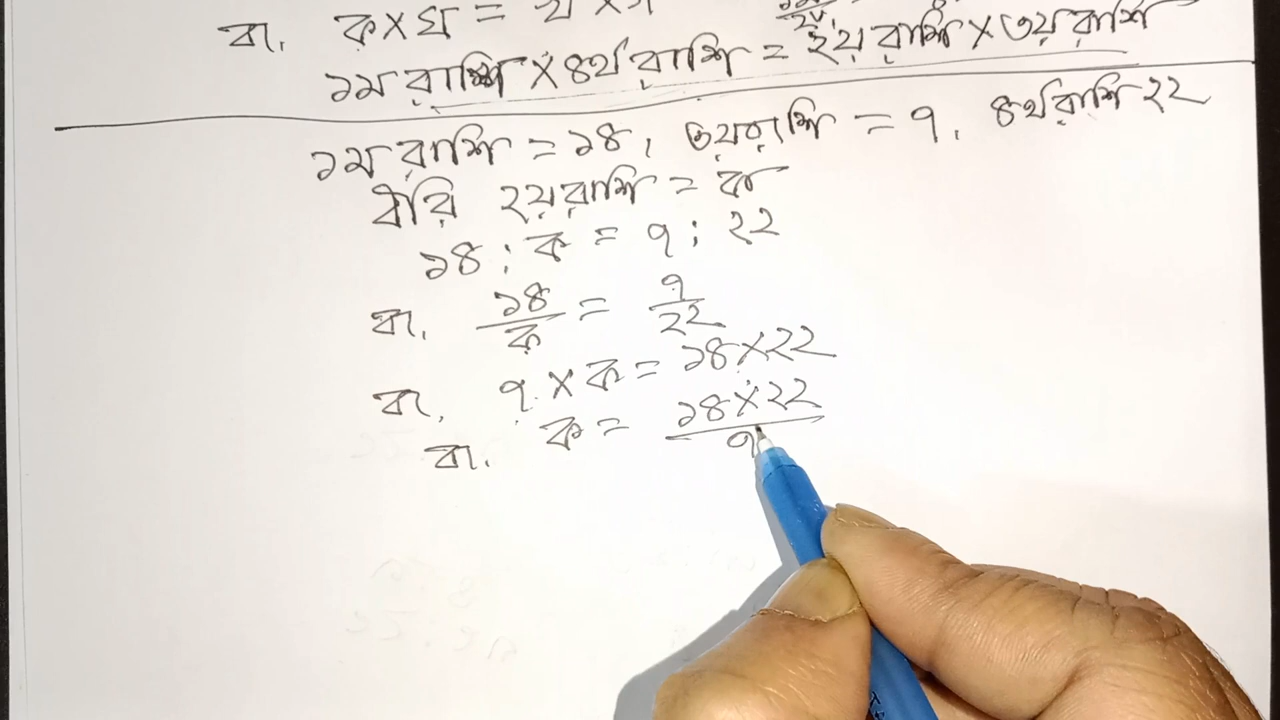 বা, ক × ঘ = খ × গ
১ম রাশি × ৪র্থ রাশি = ২য় রাশি × ৩য় রাশি
১ম রাশি = ১৪, ৩য় রাশি = ৭, ৪র্থ রাশি ২২
ধরি ২য় রাশি = ক
১৪ : ক = ৭ : ২২
বা, ১৪/ক = ৭/২২
বা, ৭ × ক = ১৪ × ২২
বা, ক = ১৪ × ২২/৭